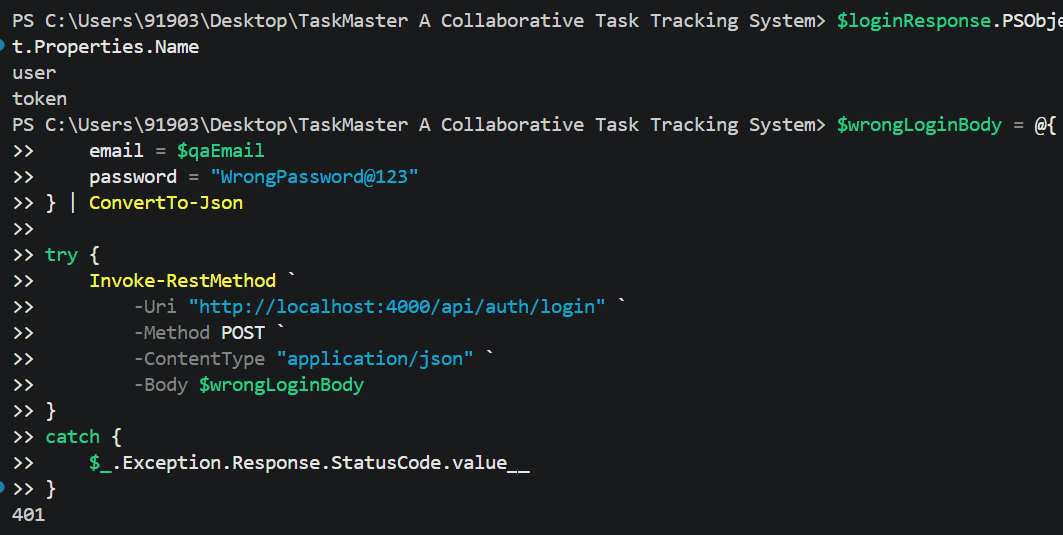 PS C:\Users\91903\Desktop\TaskMaster A Collaborative Task Tracking System> $loginResponse.PSObje
t.Properties.Name
user
token
PS C:\Users\91903\Desktop\TaskMaster A Collaborative Task Tracking System> $wrongLoginBody = @{
>>     email = $qaEmail
>>     password = "WrongPassword@123"
>> } | ConvertTo-Json
>>
>> try {
>>     Invoke-RestMethod `
>>         -Uri "http://localhost:4000/api/auth/login" `
>>         -Method POST `
>>         -ContentType "application/json" `
>>         -Body $wrongLoginBody
>> }
>> catch {
>>     $_.Exception.Response.StatusCode.value__
>> }
401